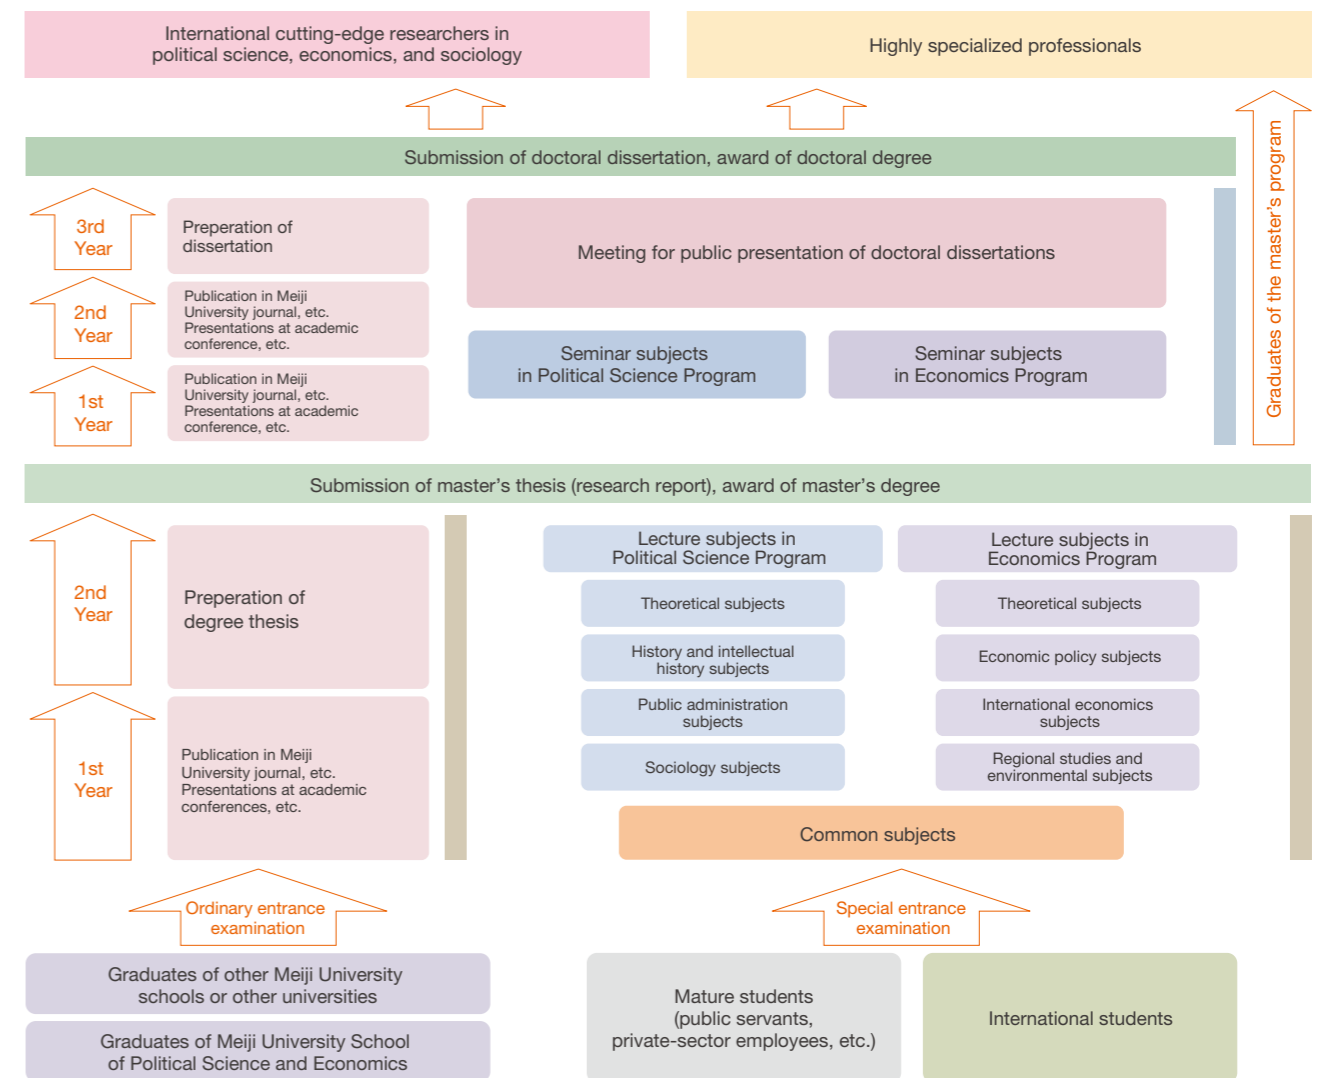 International cutting-edge researchers in
political science, economics, and sociology
Highly specialized professionals
Graduates of the master's program
Submission of doctoral dissertation, award of doctoral degree
3rd
Year
Preperation of
dissertation
Meeting for public presentation of doctoral dissertations
2nd
Year
Publication in Meiji
University journal, etc.
Presentations at academic
conference, etc.
Seminar subjects
in Political Science Program
Seminar subjects
in Economics Program
1st
Year
Publication in Meiji
University journal, etc.
Presentations at academic
conference, etc.
Submission of master's thesis (research report), award of master's degree
2nd
Year
Preperation of
degree thesis
Lecture subjects in
Political Science Program
Lecture subjects in
Economics Program
Theoretical subjects
Theoretical subjects
History and intellectual
history subjects
Economic policy subjects
Public administration
subjects
International economics
subjects
Sociology subjects
Regional studies and
environmental subjects
1st
Year
Publication in Meiji
University journal, etc.
Presentations at academic
conferences, etc.
Common subjects
Ordinary entrance
examination
Special entrance
examination
Graduates of other Meiji University
schools or other universities
Graduates of Meiji University School
of Political Science and Economics
Mature students
(public servants,
private-sector employees, etc.)
International students